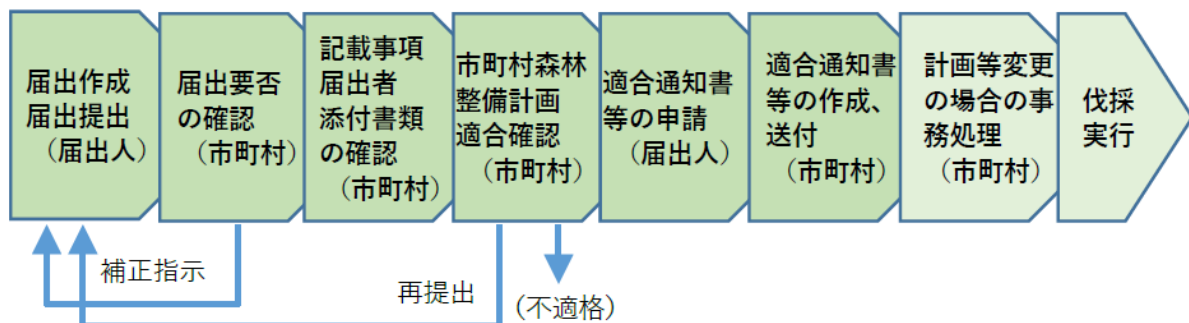 届出作成
届出提出
（届出人）
届出要否
の確認
（市町村）
記載事項
届出者
添付書類
の確認
（市町村）
市町村森林
整備計画
適合確認
（市町村）
適合通知書
等の申請
（届出人）
適合通知書
等の作成、
送付
（市町村）
計画等変更
の場合の事
務処理
（市町村）
伐採
実行
補正指示
再提出
（不適格）